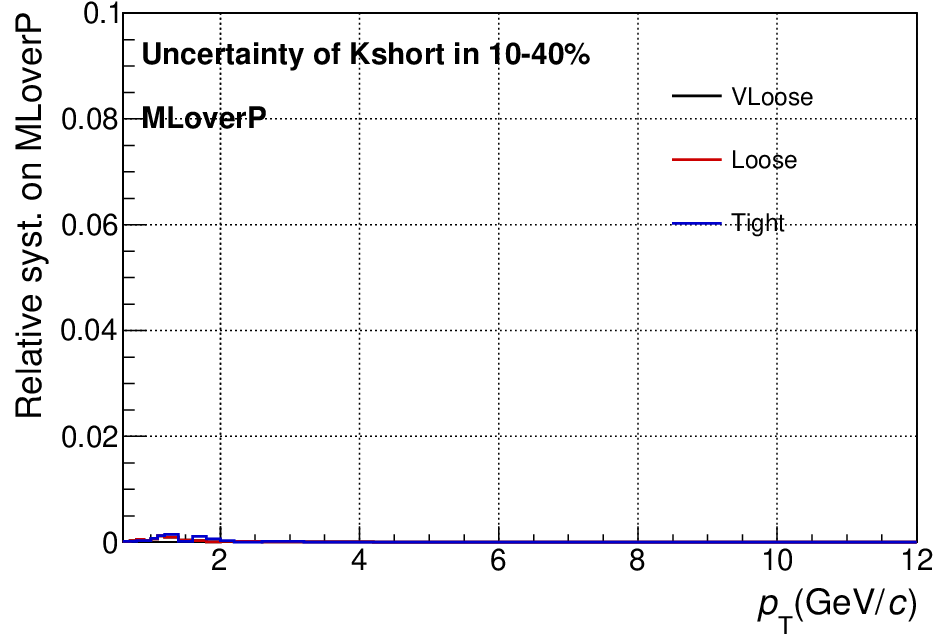 Relative syst. on MLoverP
0.1
0.08
0.06
0.04
0.02
0
Uncertainty of Kshort in 10-40%
MLoverP
VLoose
Loose
Tight
2 4 6 8 10 12
p_T(GeV/c)